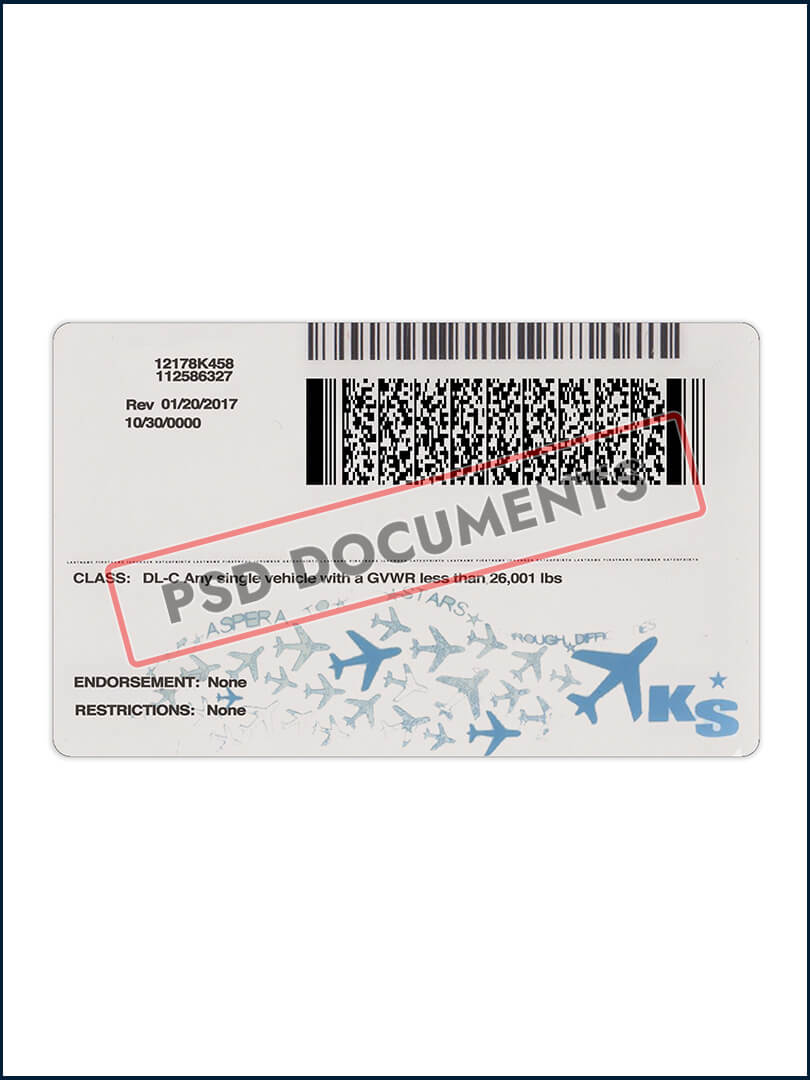 12178K458
112586327
Rev 01/20/2017
10/30/0000
PSD DOCUMENTS
CLASS: DL-C Any single vehicle with a GVWR less than 26,001 lbs
ASPERA TO STARS
ROUGH DIFF
ENDORSEMENT: None
RESTRICTIONS: None
KS